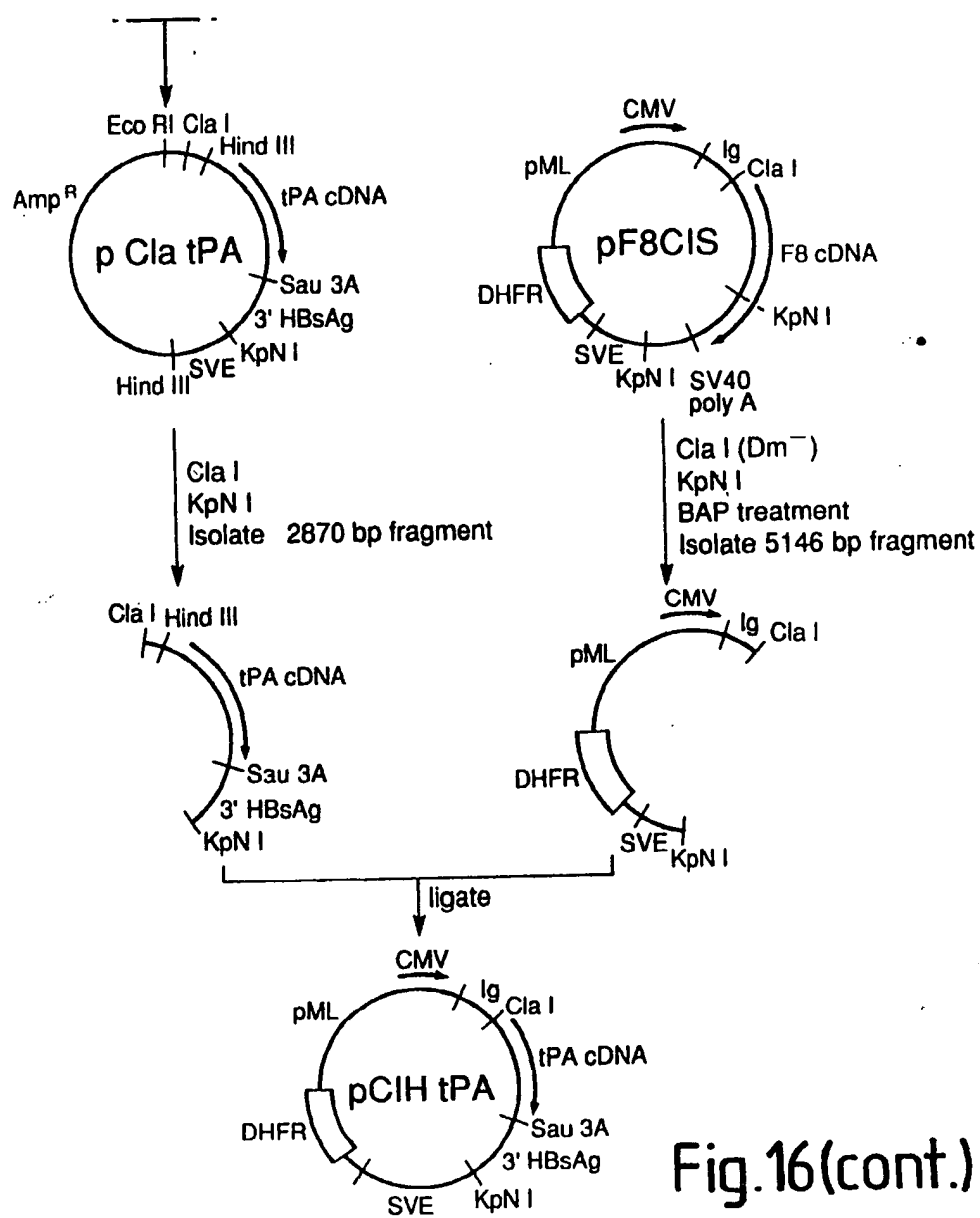 Eco RI Cla I
Hind III
Amp R
tPA cDNA
p Cla tPA
Sau 3A
3' HBsAg
KpN I
SVE
Hind III
CMV
Ig
Cla I
pML
pF8CIS
F8 cDNA
DHFR
KpN I
SVE
KpN I
SV40
poly A
Cla I
KpN I
Isolate 2870 bp fragment
Cla I (Dm⁻)
KpN I
BAP treatment
Isolate 5146 bp fragment
Cla I Hind III
tPA cDNA
Sau 3A
3' HBsAg
KpN I
CMV
Ig
Cla I
pML
DHFR
SVE
KpN I
ligate
CMV
Ig
Cla I
pML
tPA cDNA
pCIH tPA
DHFR
Sau 3A
3' HBsAg
KpN I
SVE
Fig.16(cont.)